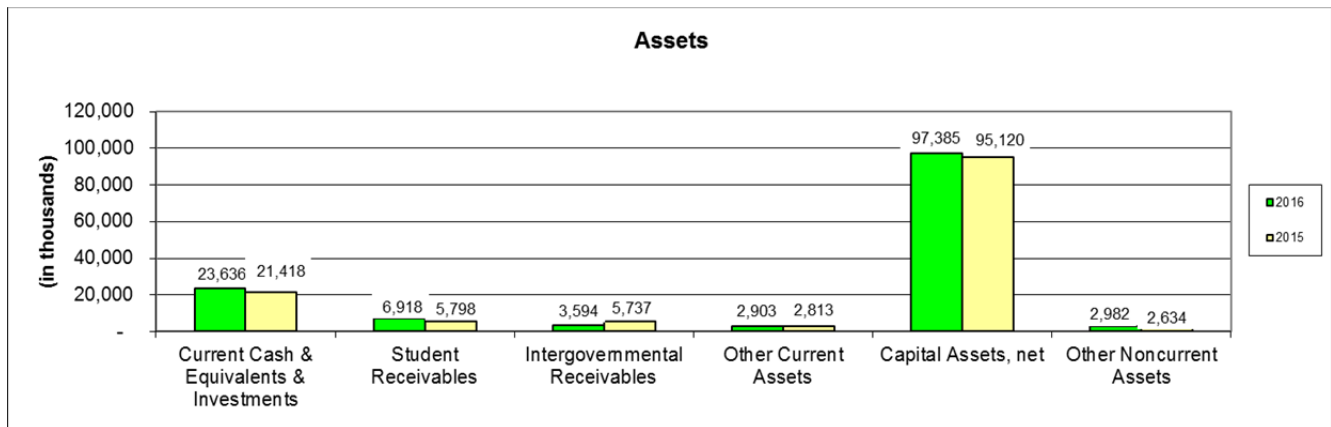 Assets
(in thousands)
120,000
100,000
80,000
60,000
40,000
20,000
-
23,636
21,418
6,918
5,798
3,594
5,737
2,903
2,813
97,385
95,120
2,982
2,634
Current Cash &
Equivalents &
Investments
Student
Receivables
Intergovernmental
Receivables
Other Current
Assets
Capital Assets, net
Other Noncurrent
Assets
2016
2015